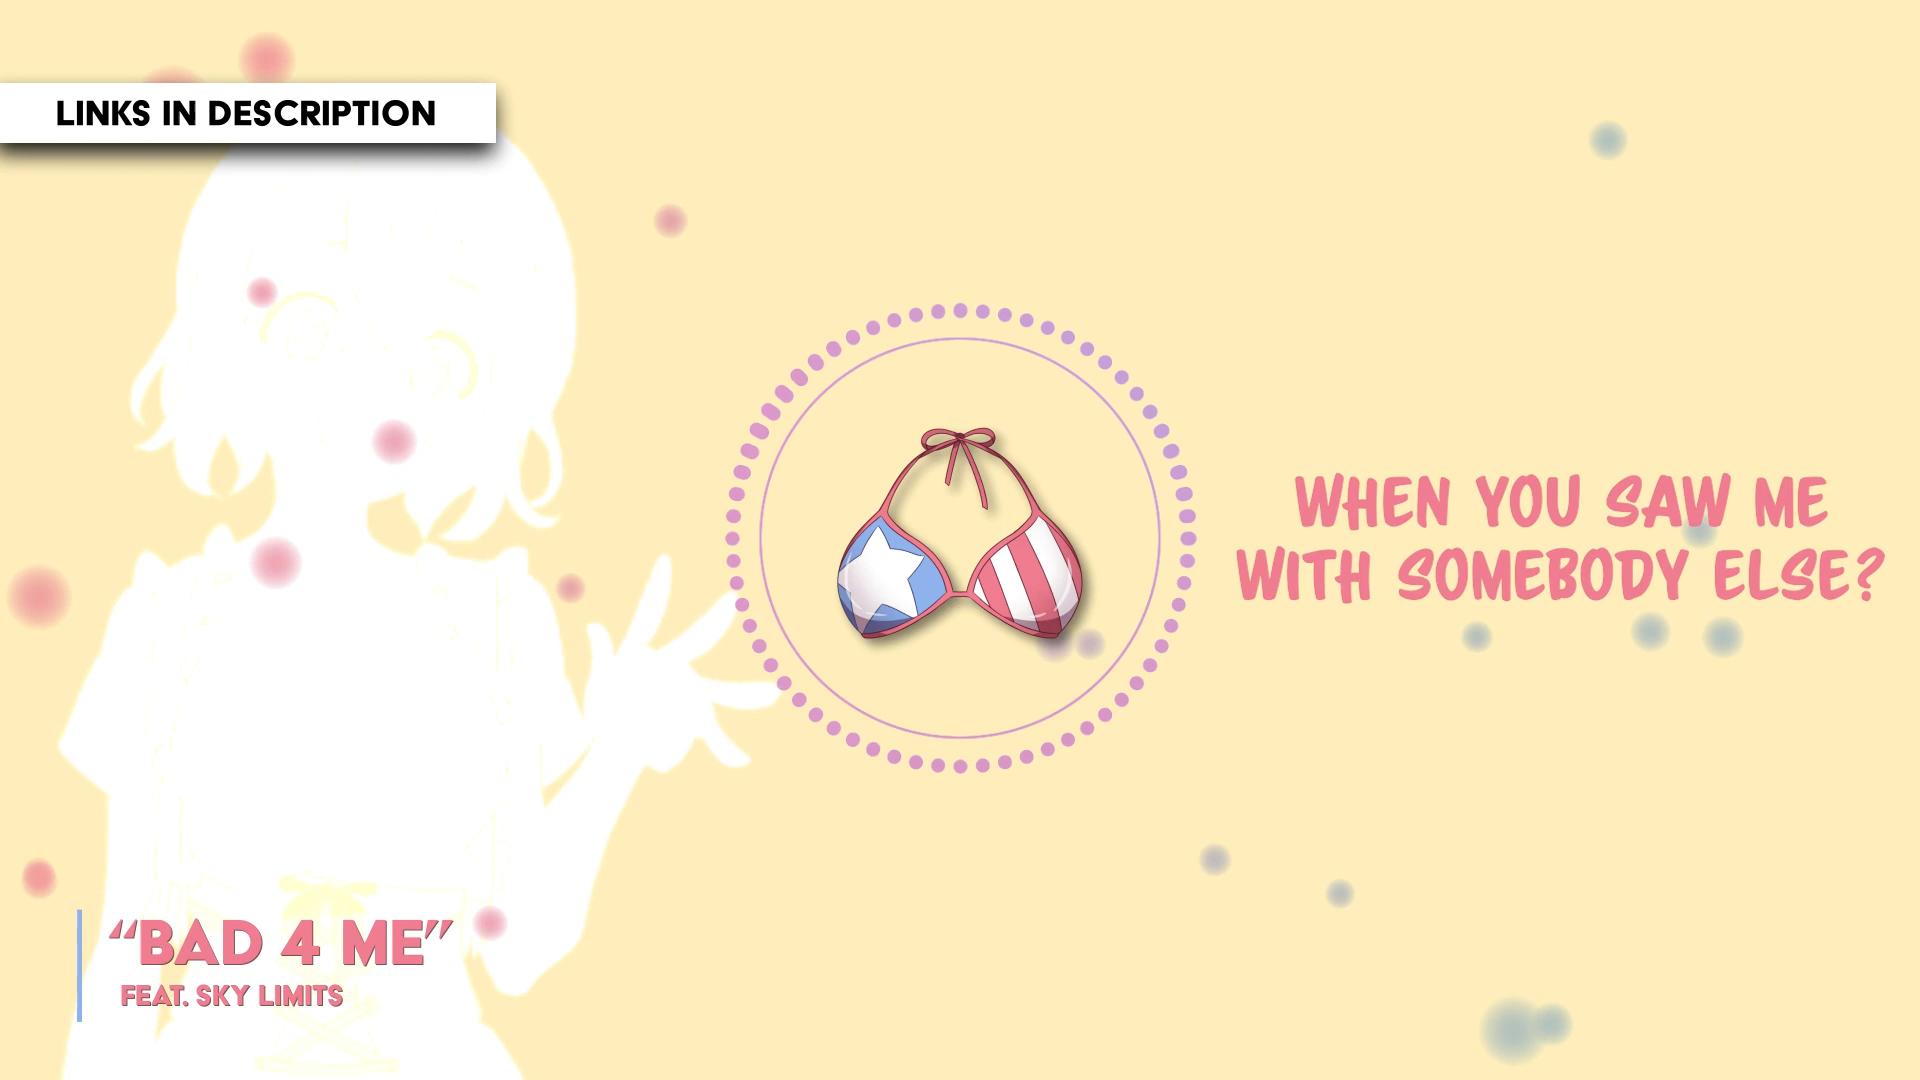 LINKS IN DESCRIPTION
WHEN YOU SAW ME
WITH SOMEBODY ELSE?
“BAD 4 ME”
FEAT. SKY LIMITS